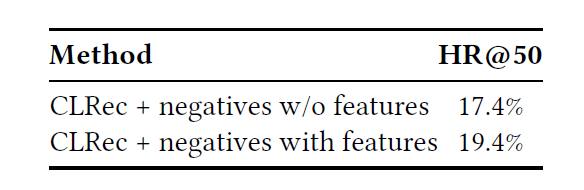 Method HR@50
CLRec + negatives w/o features 17.4%
CLRec + negatives with features 19.4%